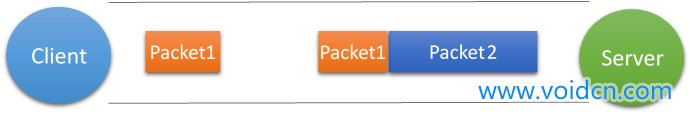 Client
Packet1
Packet1
Packet2
Server
www.voidcn.com